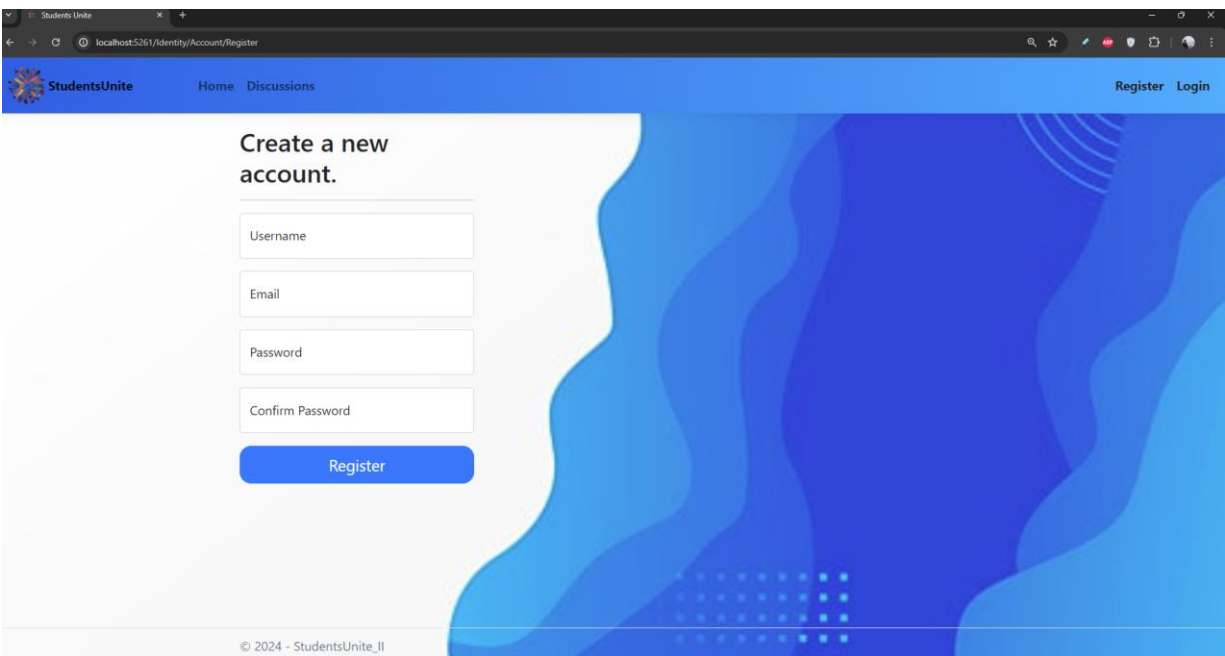 Students Unite
localhost:5261/Identity/Account/Register
StudentsUnite Home Discussions Register Login
Create a new
account.
Username
Email
Password
Confirm Password
Register
© 2024 - StudentsUnite_II